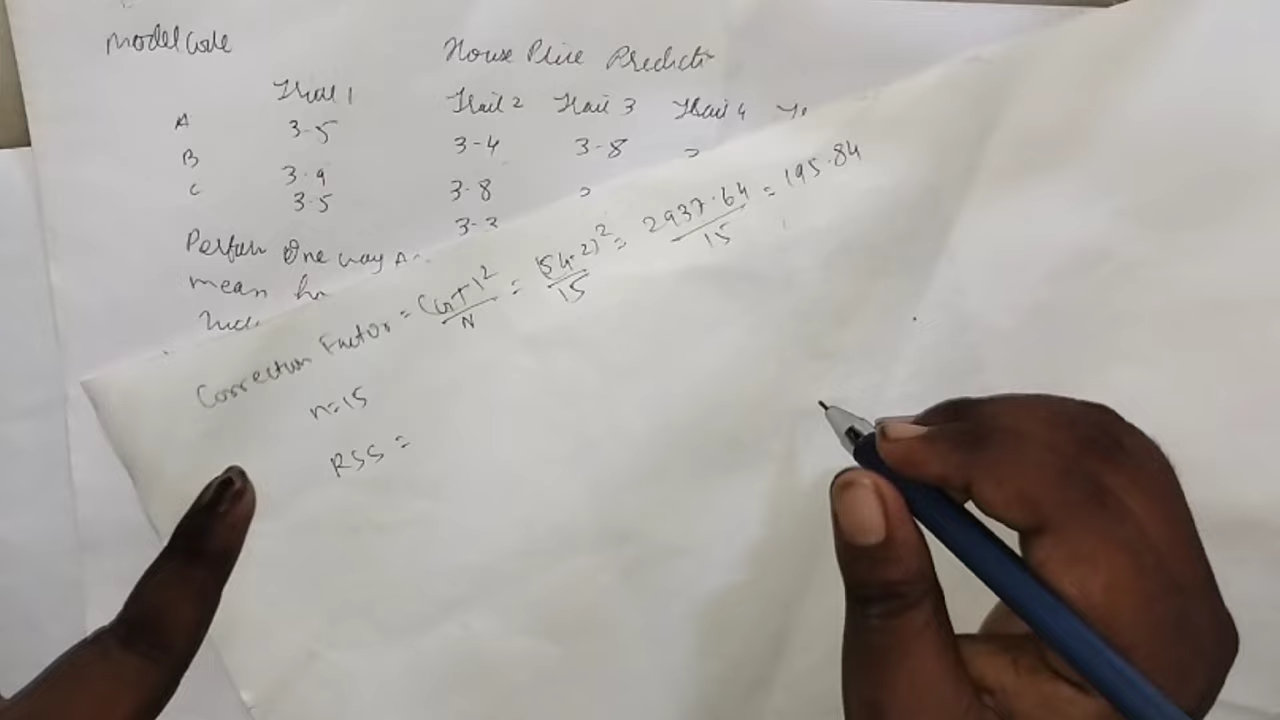 Model Code House Price Predicti
Trail 1 Trail 2 Trail 3 Trail 4
A 3.5 3.4 3.8
B 3.9 3.8
C 3.5 3.3
Perform One way
mean
Correction Factor = (GT)²/N = (54.2)²/15 = 2937.64/15 = 195.84
n=15
RSS =